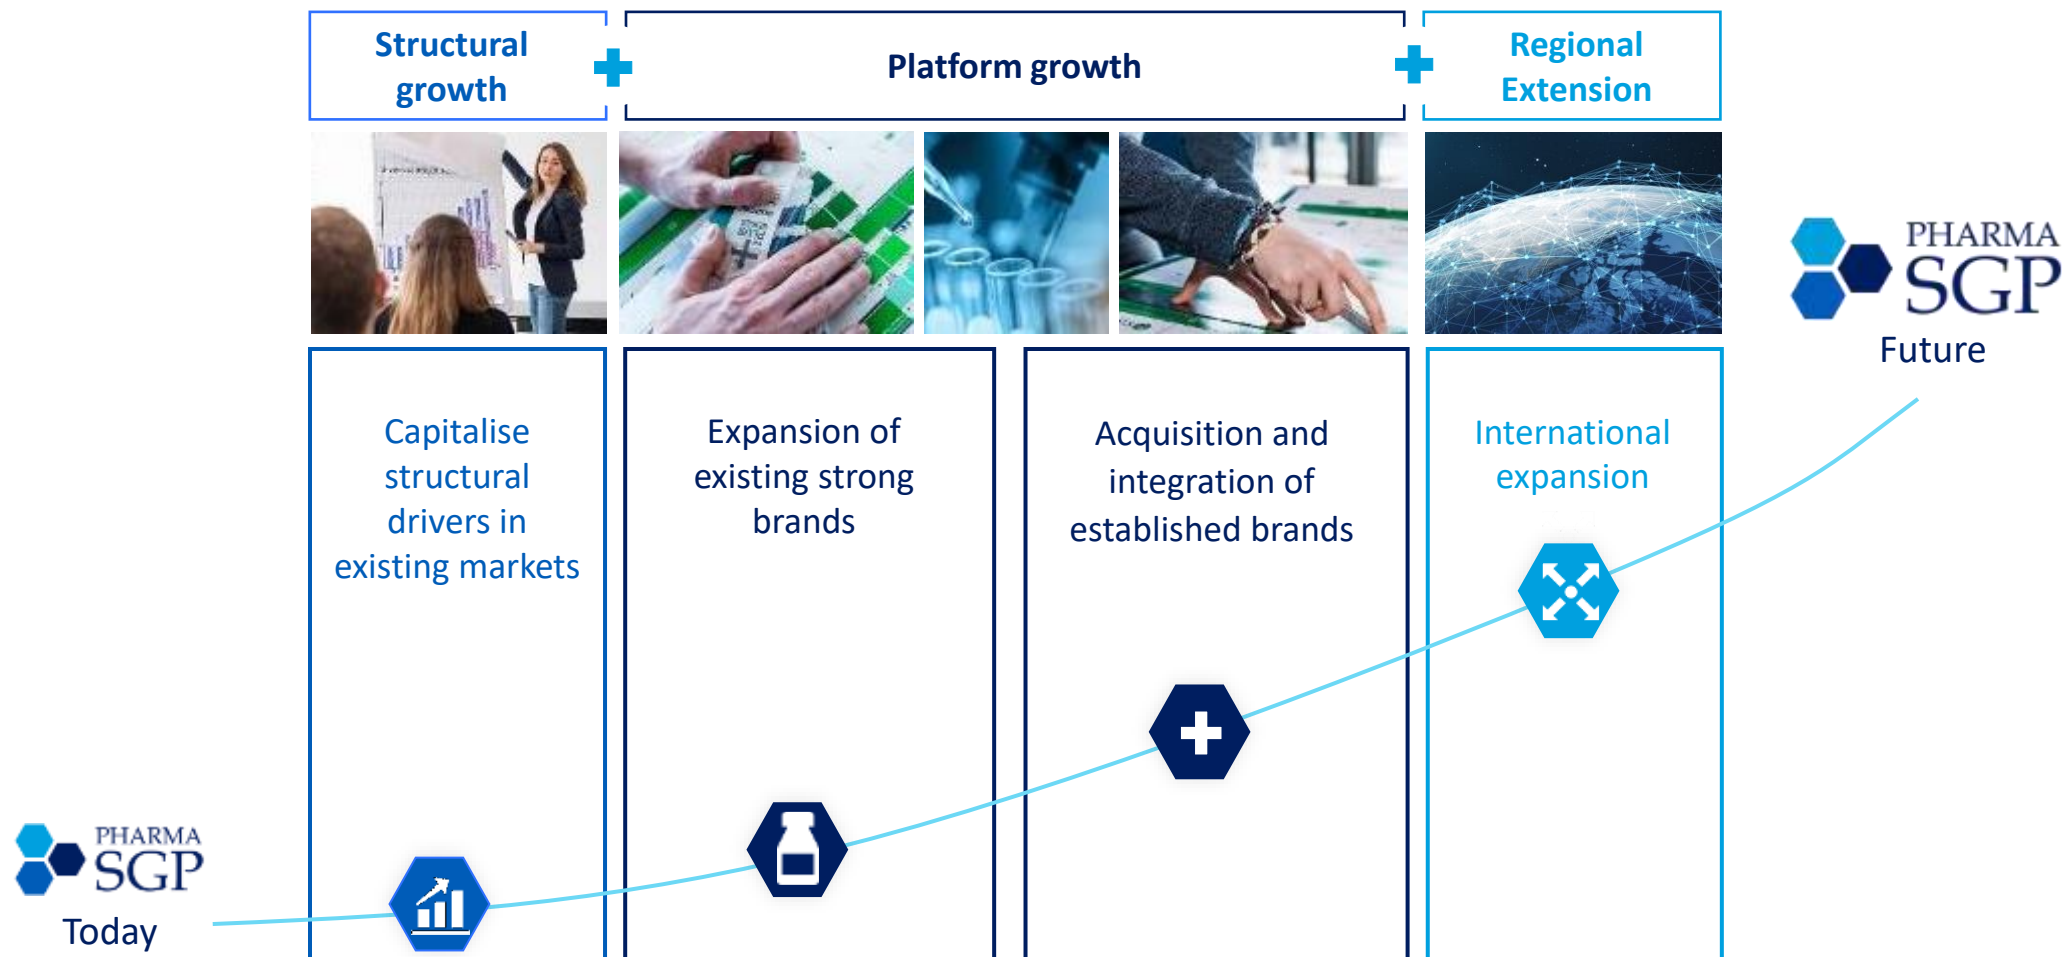 Structural
growth
Platform growth
Regional
Extension
PHARMA
SGP
Future
Capitalise
structural
drivers in
existing markets
Expansion of
existing strong
brands
Acquisition and
integration of
established brands
International
expansion
PHARMA
SGP
Today